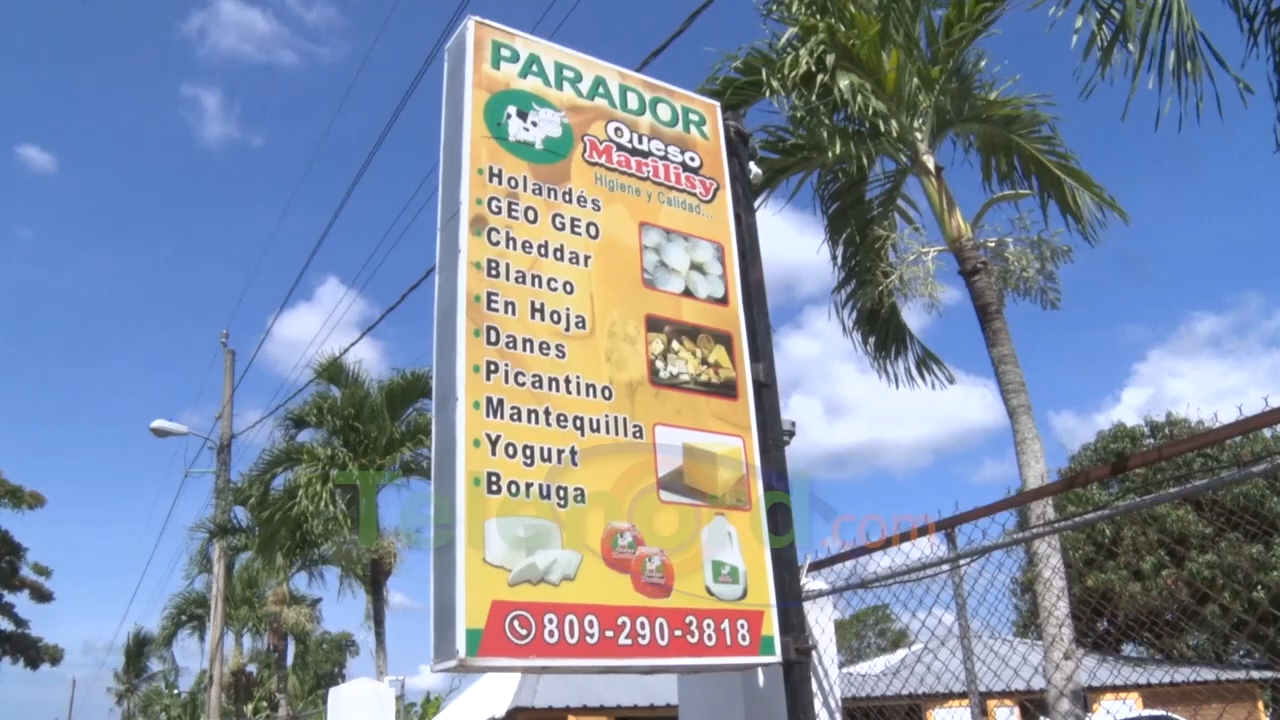 PARADOR
Queso
Marilisy
Higiene y Calidad...
Holandés
GEO GEO
Cheddar
Blanco
En Hoja
Danes
Picantino
Mantequilla
Yogurt
Boruga
809-290-3818
Telenord.com